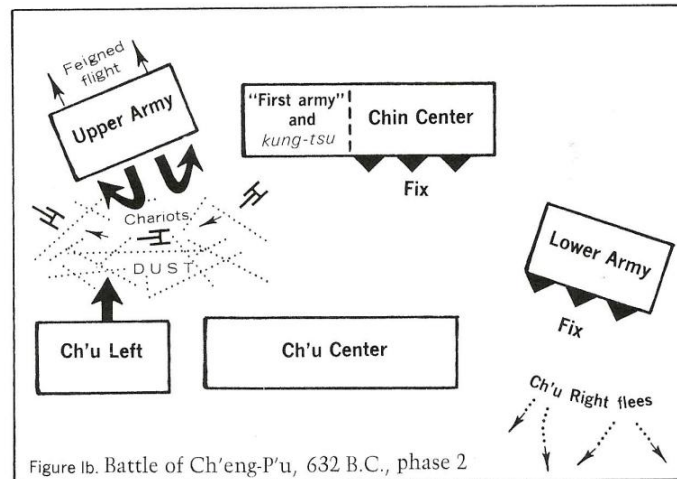 Feigned
flight
Upper Army
"First army"
and
kung-tsu
Chin Center
Fix
Chariots
DUST
Lower Army
Fix
Ch'u Left
Ch'u Center
Ch'u Right flees
Figure Ib. Battle of Ch'eng-P'u, 632 B.C., phase 2